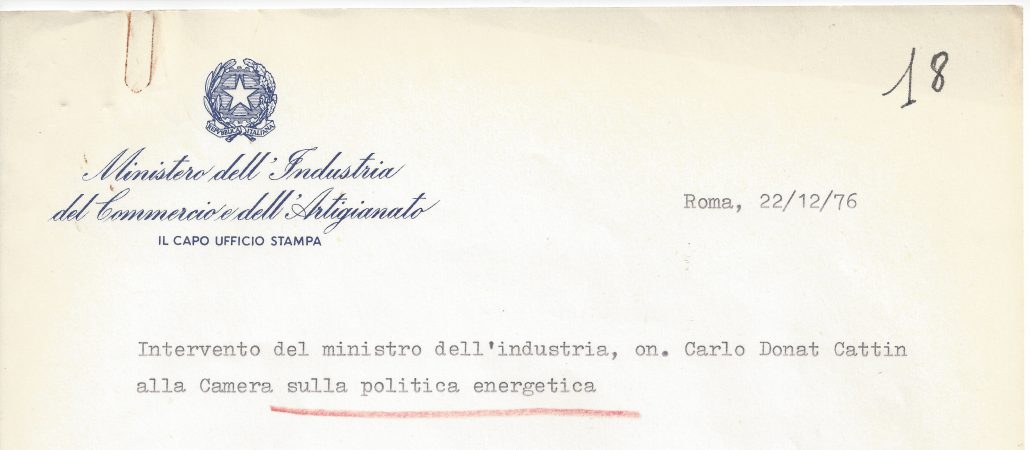 18
REPVBBLICA ITALIANA
Ministero dell'Industria
del Commercio e dell'Artigianato
IL CAPO UFFICIO STAMPA
Roma, 22/12/76
Intervento del ministro dell'industria, on. Carlo Donat Cattin
alla Camera sulla politica energetica